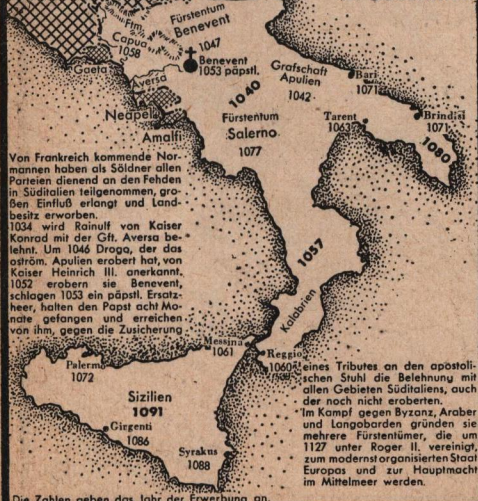 Fürstentum
Benevent
Ftm.
Capua
1058
1047
Benevent
1053 päpstl.
Gaeta
Aversa
Neapel
Amalfi
Grafschaft
Apulien
1042
1040
Fürstentum
Salerno
1077
Bari
1071
Tarent
1063
Brindisi
1071
1080
Von Frankreich kommende Nor-
mannen haben als Söldner allen
Parteien dienend an den Fehden
in Süditalien teilgenommen, gro-
ßen Einfluß erlangt und Land-
besitz erworben.
1034 wird Rainulf von Kaiser
Konrad mit der Gft. Aversa be-
lehnt. Um 1046 Drogo, der das
oström. Apulien erobert hat, von
Kaiser Heinrich III. anerkannt.
1052 erobern sie Benevent,
schlagen 1053 ein päpstl. Ersatz-
heer, halten den Papst acht Mo-
nate gefangen und erreichen
von ihm, gegen die Zusicherung
1057
Kalabrien
Messina
1061
Reggio
1060
Palermo
1072
Sizilien
1091
Girgenti
1086
Syrakus
1088
eines Tributes an den apostoli-
schen Stuhl die Belehnung mit
allen Gebieten Süditaliens, auch
der noch nicht eroberten.
Im Kampf gegen Byzanz, Araber
und Langobarden gründen sie
mehrere Fürstentümer, die um
1127 unter Roger II. vereinigt,
zum modernst organisierten Staat
Europas und zur Hauptmacht
im Mittelmeer werden.
Die Zahlen geben das Jahr der Erwerbung an.